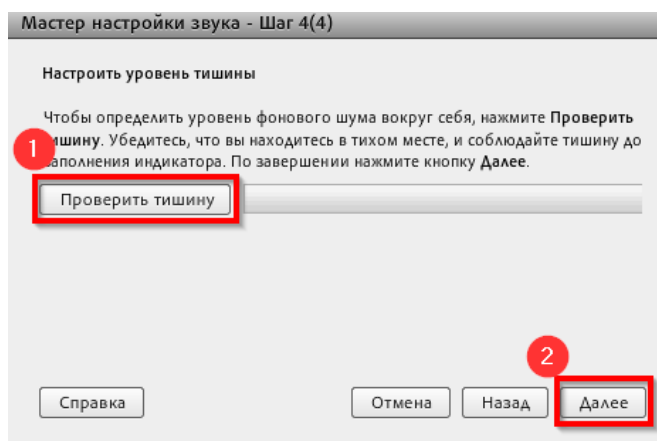 Мастер настройки звука - Шаг 4(4)
Настроить уровень тишины
Чтобы определить уровень фонового шума вокруг себя, нажмите Проверить
тишину. Убедитесь, что вы находитесь в тихом месте, и соблюдайте тишину до
заполнения индикатора. По завершении нажмите кнопку Далее.
1
Проверить тишину
2
Справка Отмена Назад Далее